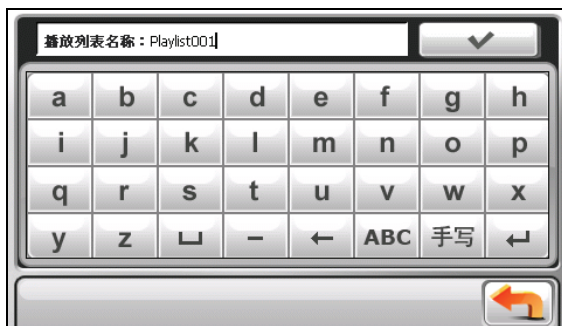 播放列表名称：Playlist001
a b c d e f g h
i j k l m n o p
q r s t u v w x
y z ⌴ – ← ABC 手写 ↵